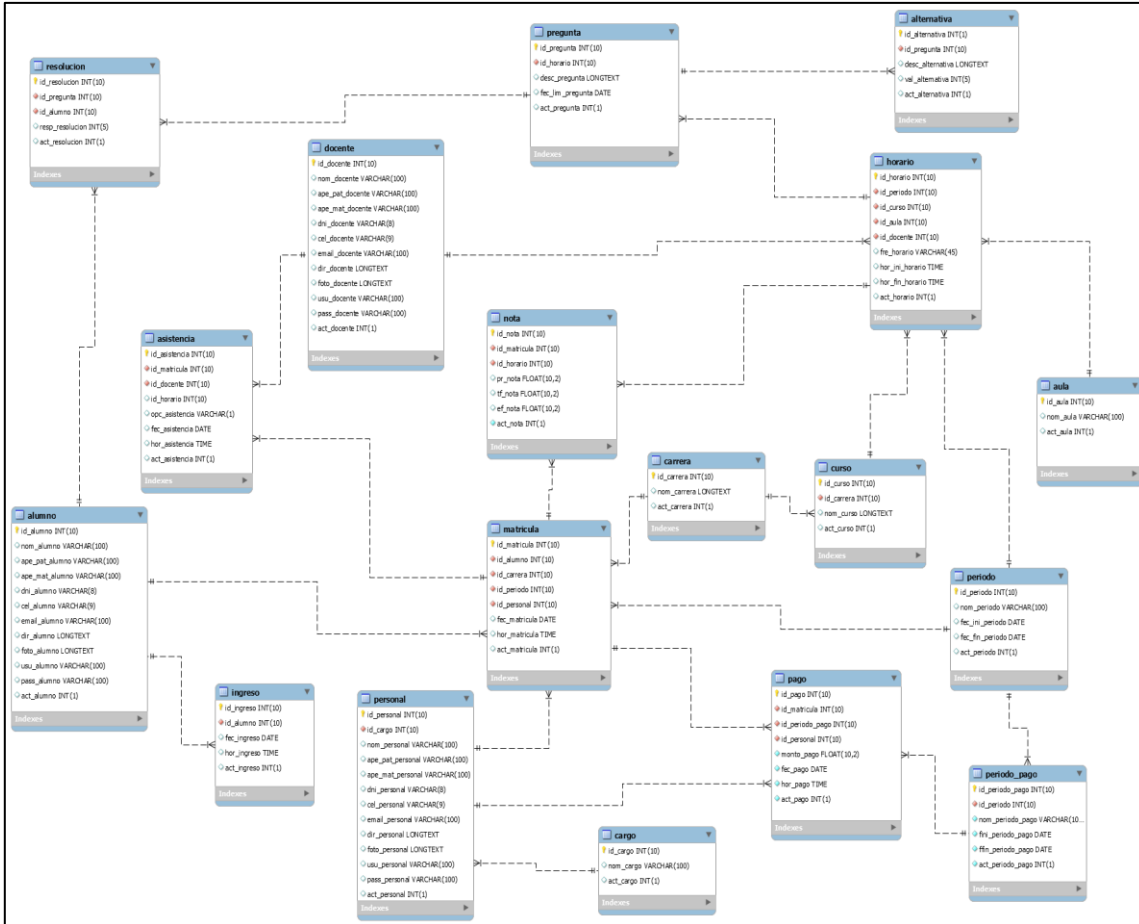 resolucion
id_resolucion INT(10)
id_pregunta INT(10)
id_alumno INT(10)
resp_resolucion INT(5)
act_resolucion INT(1)
Indexes
pregunta
id_pregunta INT(10)
id_horario INT(10)
desc_pregunta LONGTEXT
fec_lim_pregunta DATE
act_pregunta INT(1)
Indexes
alternativa
id_alternativa INT(1)
id_pregunta INT(10)
desc_alternativa LONGTEXT
val_alternativa INT(5)
act_alternativa INT(1)
Indexes
docente
id_docente INT(10)
nom_docente VARCHAR(100)
ape_pat_docente VARCHAR(100)
ape_mat_docente VARCHAR(100)
dni_docente VARCHAR(8)
cel_docente VARCHAR(9)
email_docente VARCHAR(100)
dir_docente LONGTEXT
foto_docente LONGTEXT
usu_docente VARCHAR(100)
pass_docente VARCHAR(100)
act_docente INT(1)
Indexes
horario
id_horario INT(10)
id_periodo INT(10)
id_curso INT(10)
id_aula INT(10)
id_docente INT(10)
fre_horario VARCHAR(45)
hor_ini_horario TIME
hor_fin_horario TIME
act_horario INT(1)
Indexes
asistencia
id_asistencia INT(10)
id_matricula INT(10)
id_docente INT(10)
id_horario INT(10)
opc_asistencia VARCHAR(1)
fec_asistencia DATE
hor_asistencia TIME
act_asistencia INT(1)
Indexes
nota
id_nota INT(10)
id_matricula INT(10)
id_horario INT(10)
pr_nota FLOAT(10,2)
tf_nota FLOAT(10,2)
ef_nota FLOAT(10,2)
act_nota INT(1)
Indexes
aula
id_aula INT(10)
nom_aula VARCHAR(100)
act_aula INT(1)
Indexes
carrera
id_carrera INT(10)
nom_carrera LONGTEXT
act_carrera INT(1)
Indexes
curso
id_curso INT(10)
id_carrera INT(10)
nom_curso LONGTEXT
act_curso INT(1)
Indexes
alumno
id_alumno INT(10)
nom_alumno VARCHAR(100)
ape_pat_alumno VARCHAR(100)
ape_mat_alumno VARCHAR(100)
dni_alumno VARCHAR(8)
cel_alumno VARCHAR(9)
email_alumno VARCHAR(100)
dir_alumno LONGTEXT
foto_alumno LONGTEXT
usu_alumno VARCHAR(100)
pass_alumno VARCHAR(100)
act_alumno INT(1)
Indexes
matricula
id_matricula INT(10)
id_alumno INT(10)
id_carrera INT(10)
id_periodo INT(10)
id_personal INT(10)
fec_matricula DATE
hor_matricula TIME
act_matricula INT(1)
Indexes
periodo
id_periodo INT(10)
nom_periodo VARCHAR(100)
fec_ini_periodo DATE
fec_fin_periodo DATE
act_periodo INT(1)
Indexes
ingreso
id_ingreso INT(10)
id_alumno INT(10)
fec_ingreso DATE
hor_ingreso TIME
act_ingreso INT(1)
Indexes
personal
id_personal INT(10)
id_cargo INT(10)
nom_personal VARCHAR(100)
ape_pat_personal VARCHAR(100)
ape_mat_personal VARCHAR(100)
dni_personal VARCHAR(8)
cel_personal VARCHAR(9)
email_personal VARCHAR(100)
dir_personal LONGTEXT
foto_personal LONGTEXT
usu_personal VARCHAR(100)
pass_personal VARCHAR(100)
act_personal INT(1)
Indexes
pago
id_pago INT(10)
id_matricula INT(10)
id_periodo_pago INT(10)
id_personal INT(10)
monto_pago FLOAT(10,2)
fec_pago DATE
hor_pago TIME
act_pago INT(1)
Indexes
periodo_pago
id_periodo_pago INT(10)
id_periodo INT(10)
nom_periodo_pago VARCHAR(10...
fini_periodo_pago DATE
ffin_periodo_pago DATE
act_periodo_pago INT(1)
Indexes
cargo
id_cargo INT(10)
nom_cargo VARCHAR(100)
act_cargo INT(1)
Indexes